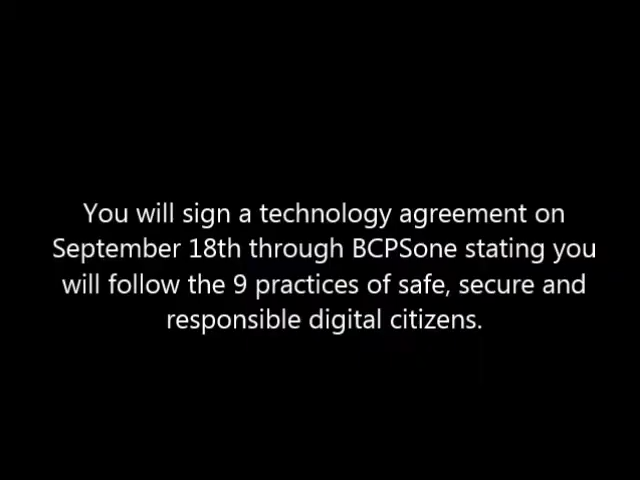 You will sign a technology agreement on
September 18th through BCPSone stating you
will follow the 9 practices of safe, secure and
responsible digital citizens.